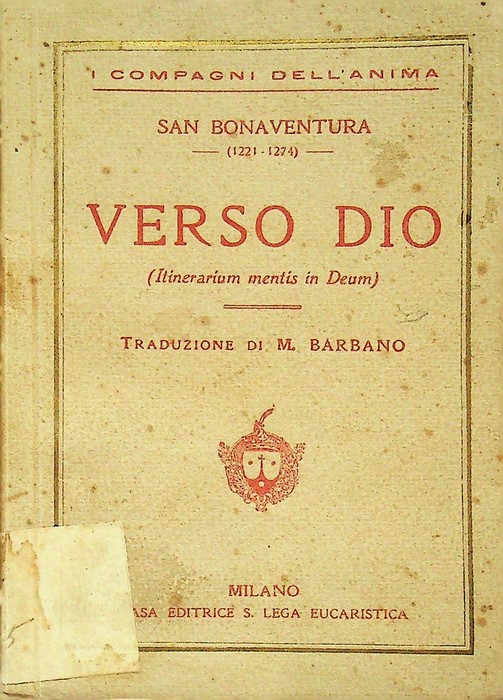 I COMPAGNI DELL'ANIMA
SAN BONAVENTURA
(1221-1274)
VERSO DIO
(Itinerarium mentis in Deum)
TRADUZIONE DI M. BARBANO
MILANO
ASA EDITRICE S. LEGA EUCARISTICA
5